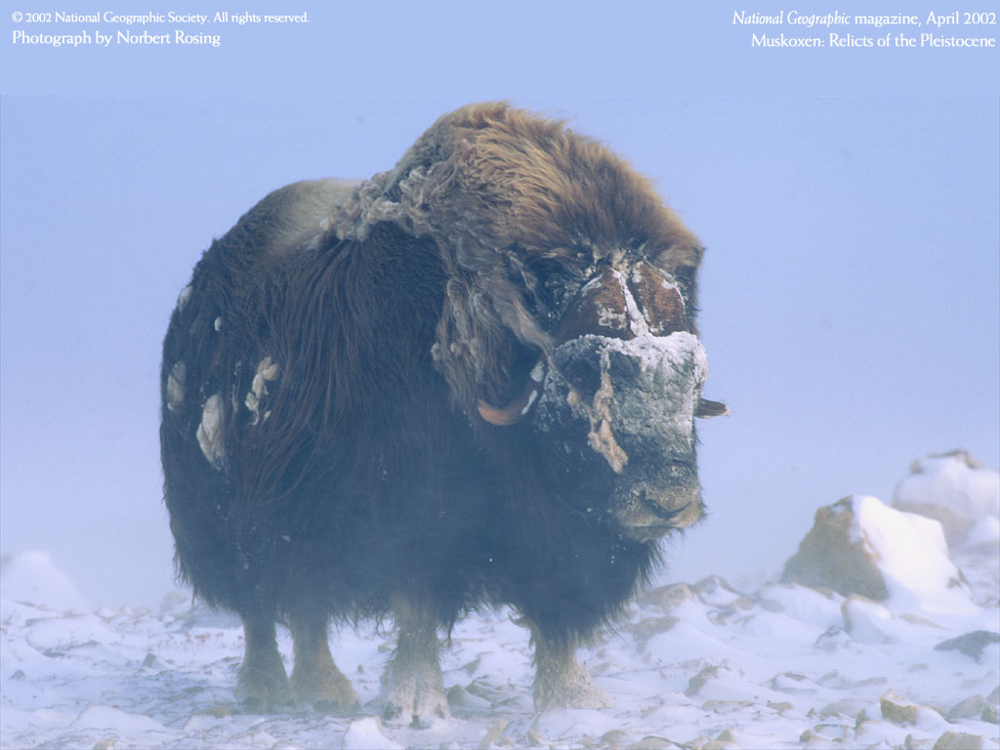 © 2002 National Geographic Society. All rights reserved.
Photograph by Norbert Rosing
National Geographic magazine, April 2002
Muskoxen: Relicts of the Pleistocene